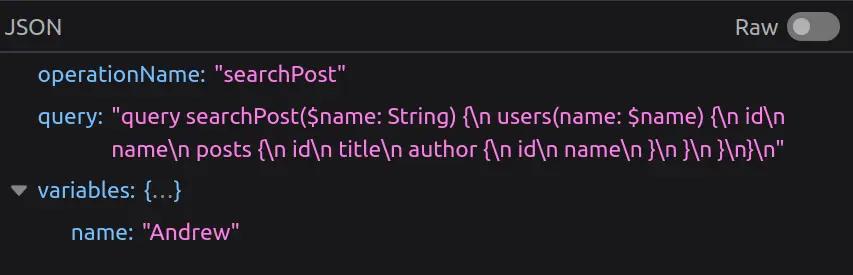 JSON Raw
operationName: "searchPost"
query: "query searchPost($name: String) {\n users(name: $name) {\n id\n
name\n posts {\n id\n title\n author {\n id\n name\n }\n }\n }\n}\n"
variables: {…}
name: "Andrew"